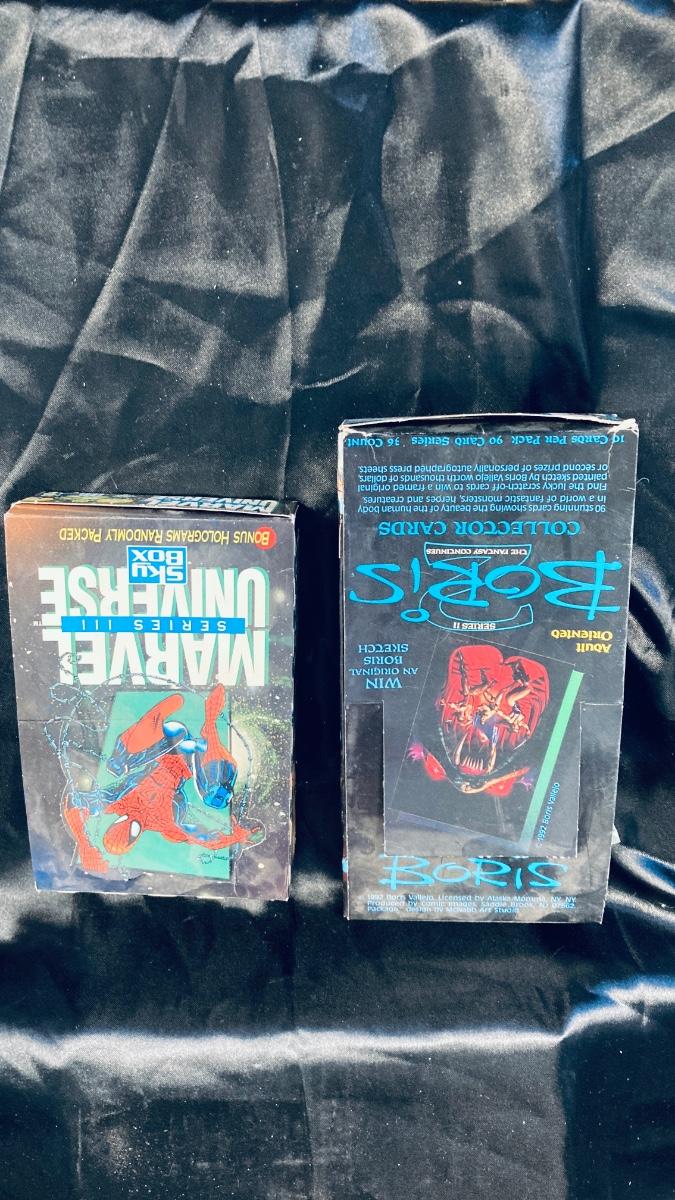 BONUS HOLOGRAMS RANDOMLY PACKED
SKY
BOX
MARVEL
SERIES III
UNIVERSE
10 Cards Per Pack 90 Card Series 36 Count
90 stunning cards showing the beauty of the human body
in a world of fantastic monsters, heroes and creatures.
Find the lucky scratch-off cards to win a framed original
painted sketch by Boris Vallejo worth thousands of dollars
or second prizes of personally autographed press sheets.
COLLECTOR CARDS
THE FANTASY CONTINUES
BORIS
2
SERIES II
Adult
Oriented
WIN
AN ORIGINAL
BORIS
SKETCH
1992 Boris Vallejo
BORIS
© 1992 Boris Vallejo. Licensed by Alaska Momma, NY, NY.
Produced by Comic Images, Saddle Brook, NJ 07662.
Package design by McNabb Art Studio